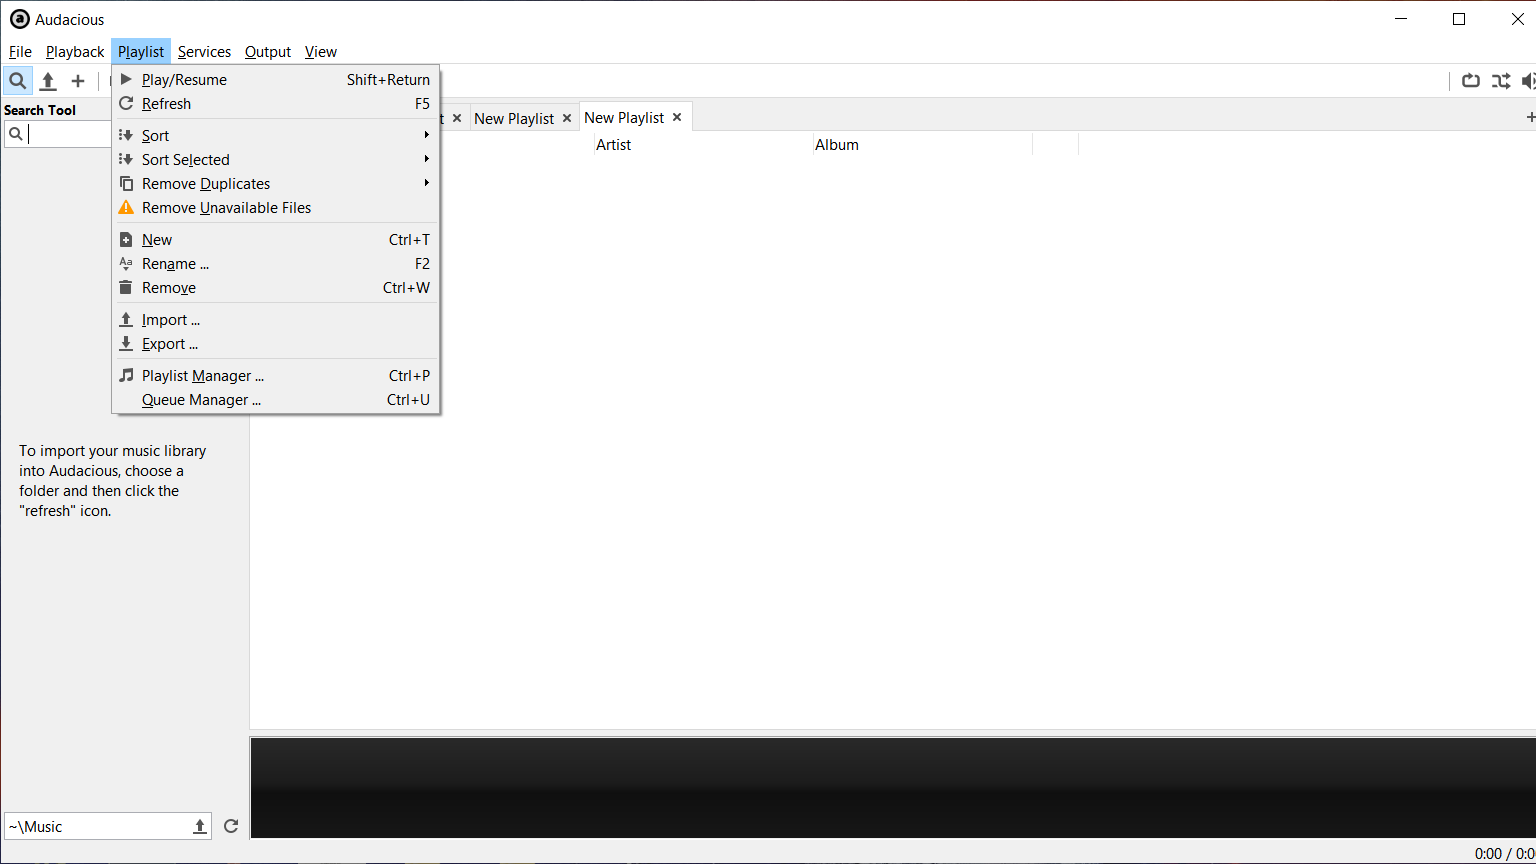 Audacious
File Playback Playlist Services Output View
Play/Resume Shift+Return
Refresh F5
Sort
Sort Selected
Remove Duplicates
Remove Unavailable Files
New Ctrl+T
Rename ... F2
Remove Ctrl+W
Import ...
Export ...
Playlist Manager ... Ctrl+P
Queue Manager ... Ctrl+U
Search Tool
t New Playlist New Playlist
Artist Album
To import your music library
into Audacious, choose a
folder and then click the
"refresh" icon.
~\Music
0:00 / 0:0